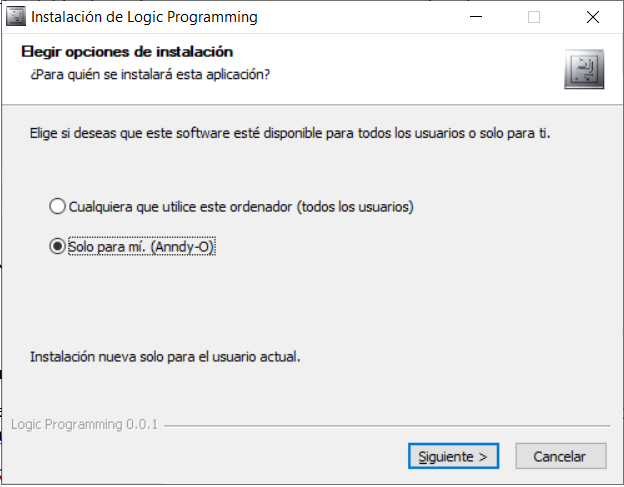 Instalación de Logic Programming
Elegir opciones de instalación
¿Para quién se instalará esta aplicación?
Elige si deseas que este software esté disponible para todos los usuarios o solo para ti.
Cualquiera que utilice este ordenador (todos los usuarios)
Solo para mí. (Anndy-O)
Instalación nueva solo para el usuario actual.
Logic Programming 0.0.1
Siguiente >
Cancelar